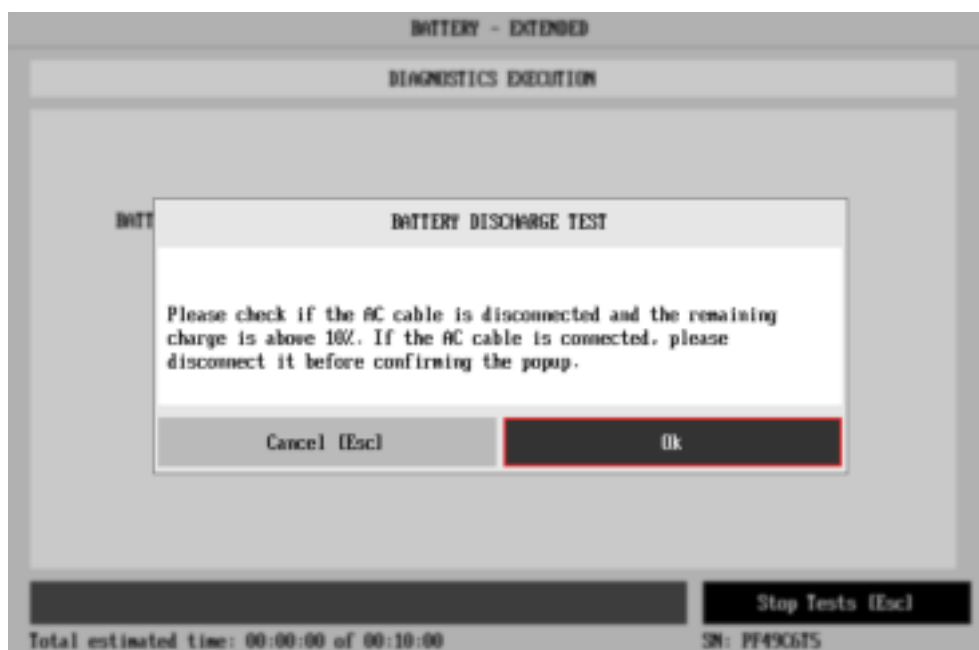 BATTERY - EXTENDED
DIAGNOSTICS EXECUTION
BATT
BATTERY DISCHARGE TEST
Please check if the AC cable is disconnected and the remaining
charge is above 10%. If the AC cable is connected, please
disconnect it before confirming the popup.
Cancel [Esc]
Ok
Stop Tests [Esc]
Total estimated time: 00:00:00 of 00:10:00
SN: PF49C6T5